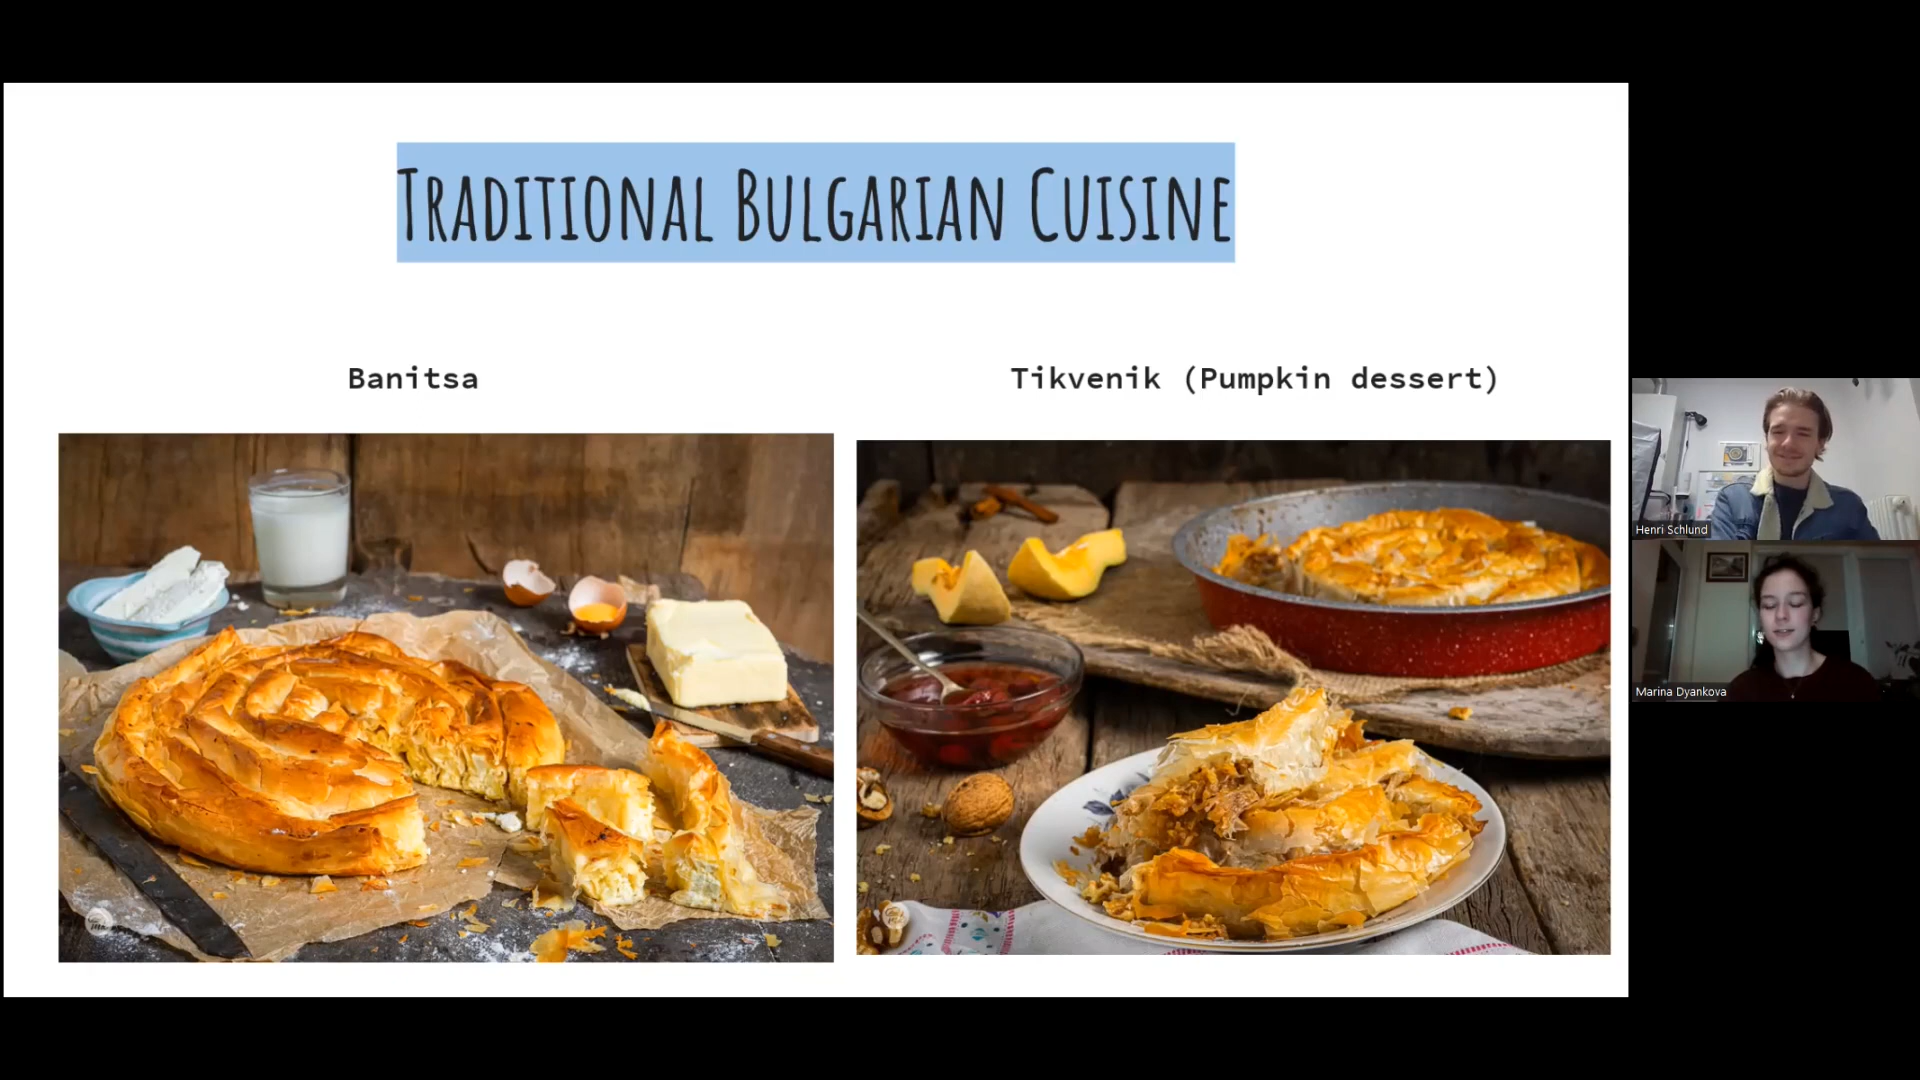 Traditional Bulgarian Cuisine
Banitsa
Tikvenik (Pumpkin dessert)
Henri Schlund
Marina Dyankova